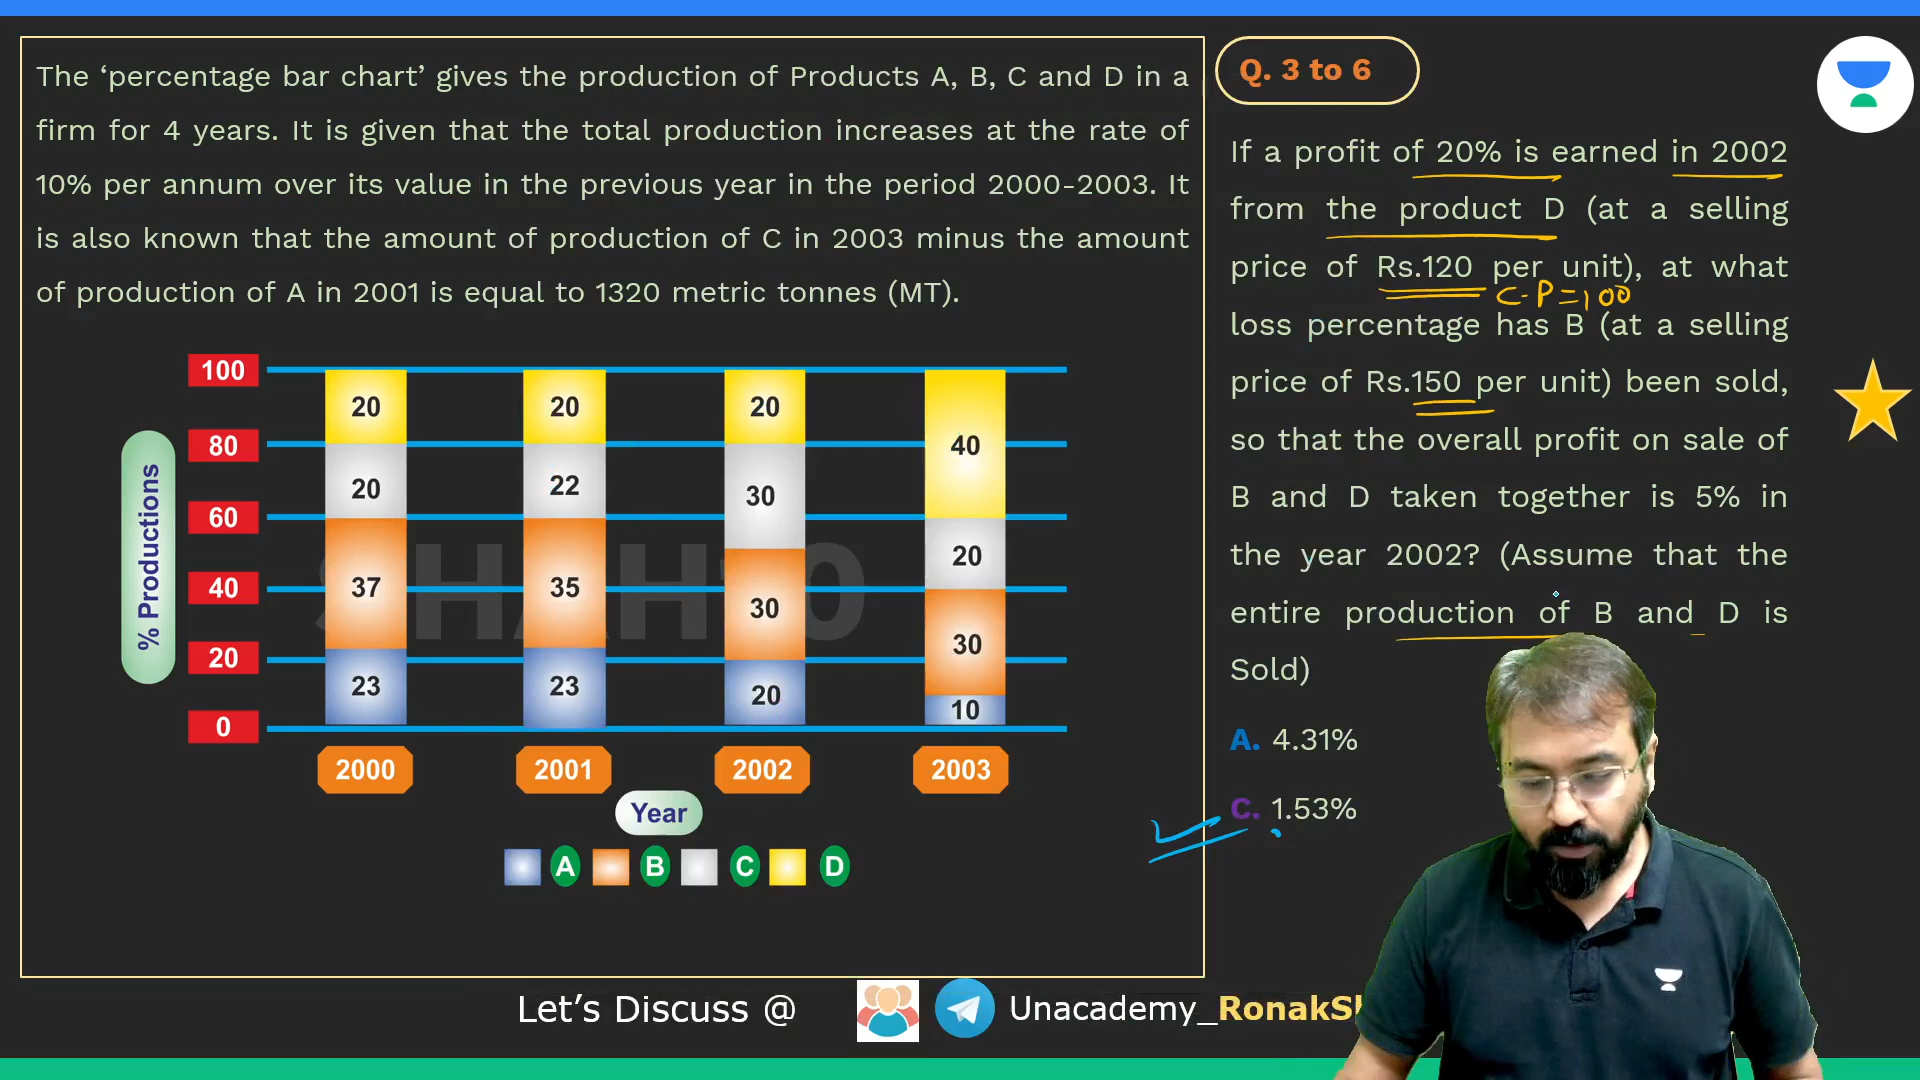 The ‘percentage bar chart’ gives the production of Products A, B, C and D in a
firm for 4 years. It is given that the total production increases at the rate of
10% per annum over its value in the previous year in the period 2000-2003. It
is also known that the amount of production of C in 2003 minus the amount
of production of A in 2001 is equal to 1320 metric tonnes (MT).
% Productions
100
80
60
40
20
0
20 20 20 40
20 22 30 20
37 35 30 30
23 23 20 10
2000 2001 2002 2003
Year
A B C D
Q. 3 to 6
If a profit of 20% is earned in 2002
from the product D (at a selling
price of Rs.120 per unit), at what
C.P=100
loss percentage has B (at a selling
price of Rs.150 per unit) been sold,
so that the overall profit on sale of
B and D taken together is 5% in
the year 2002? (Assume that the
entire production of B and D is
Sold)
A. 4.31%
C. 1.53%
Let’s Discuss @ Unacademy_RonakSh